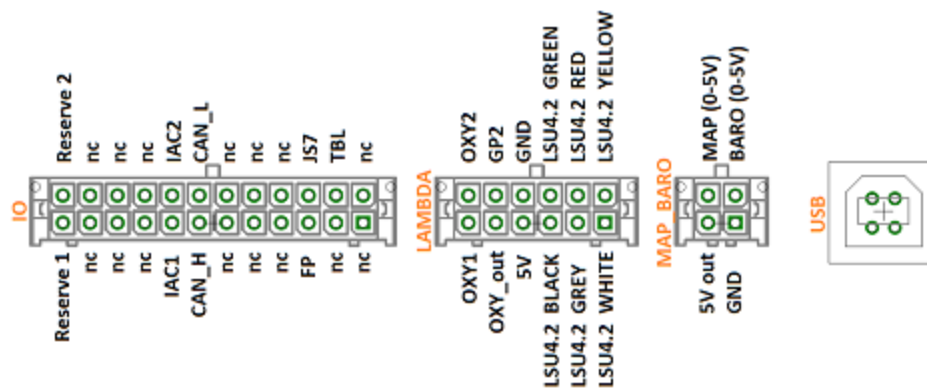 IO
Reserve 2
nc
nc
nc
IAC2
CAN_L
nc
nc
nc
JS7
TBL
nc
Reserve 1
nc
nc
nc
IAC1
CAN_H
nc
nc
nc
FP
nc
nc
LAMBDA
OXY2
GP2
GND
LSU4.2 GREEN
LSU4.2 RED
LSU4.2 YELLOW
OXY1
OXY_out
5V
LSU4.2 BLACK
LSU4.2 GREY
LSU4.2 WHITE
MAP_BARO
MAP (0-5V)
BARO (0-5V)
5V out
GND
USB